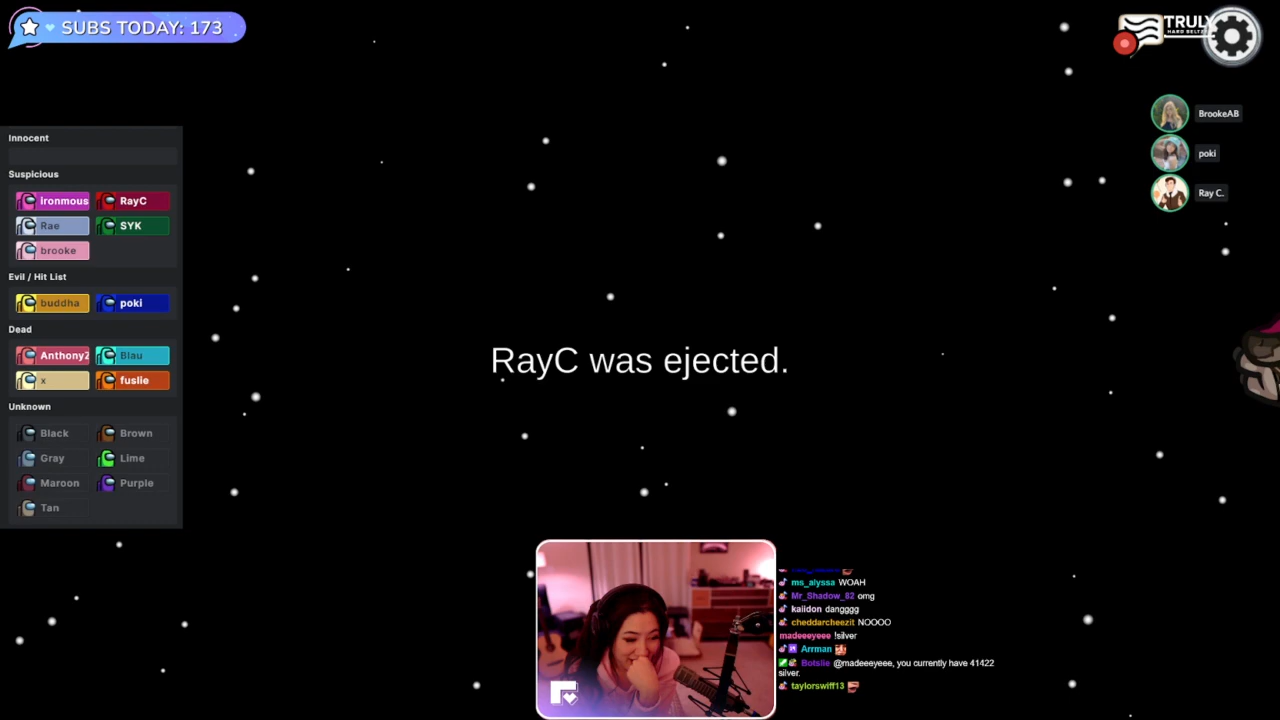 SUBS TODAY: 173
TRULY
HARD SELTZER
BrookeAB
poki
Ray C.
Innocent
Suspicious
Ironmous
RayC
Rae
SYK
brooke
Evil / Hit List
buddha
poki
Dead
AnthonyZ
Blau
x
fuslie
Unknown
Black
Brown
Gray
Lime
Maroon
Purple
Tan
RayC was ejected.
ms_alyssa WOAH
Mr_Shadow_82 omg
kaiidon dangggg
cheddarcheezit NOOOO
madeeeyeee !silver
Arrman
Botslie @madeeeyeee, you currently have 41422
silver.
taylorswift13